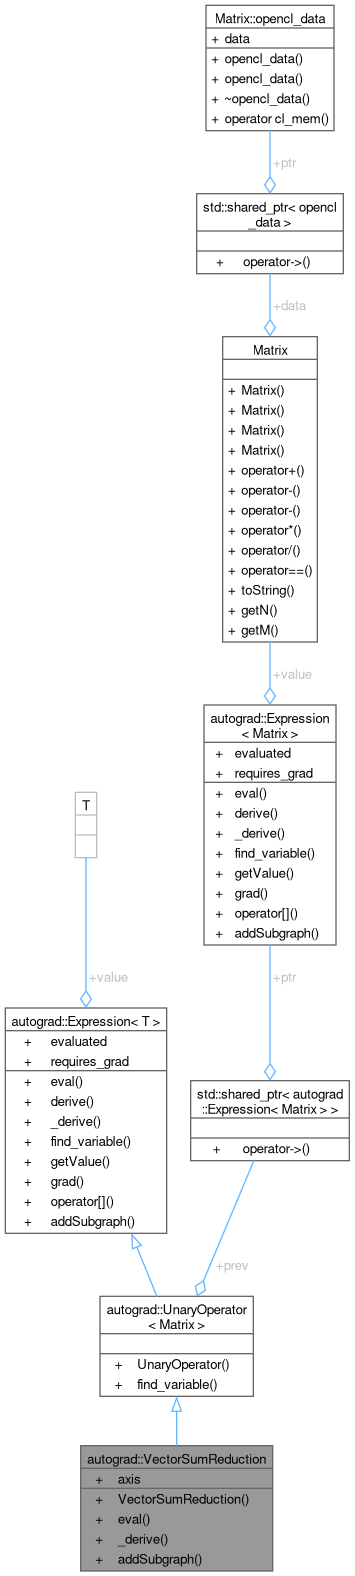 Matrix::opencl_data
+ data
+ opencl_data()
+ opencl_data()
+ ~opencl_data()
+ operator cl_mem()
+ptr
std::shared_ptr< opencl
_data >
+ operator->()
+data
Matrix
+ Matrix()
+ Matrix()
+ Matrix()
+ Matrix()
+ operator+()
+ operator-()
+ operator-()
+ operator*()
+ operator/()
+ operator==()
+ toString()
+ getN()
+ getM()
+value
autograd::Expression
< Matrix >
+ evaluated
+ requires_grad
+ eval()
+ derive()
+ _derive()
+ find_variable()
+ getValue()
+ grad()
+ operator[]()
+ addSubgraph()
T
+value
+ptr
autograd::Expression< T >
+ evaluated
+ requires_grad
+ eval()
+ derive()
+ _derive()
+ find_variable()
+ getValue()
+ grad()
+ operator[]()
+ addSubgraph()
std::shared_ptr< autograd
::Expression< Matrix > >
+ operator->()
+prev
autograd::UnaryOperator
< Matrix >
+ UnaryOperator()
+ find_variable()
autograd::VectorSumReduction
+ axis
+ VectorSumReduction()
+ eval()
+ _derive()
+ addSubgraph()